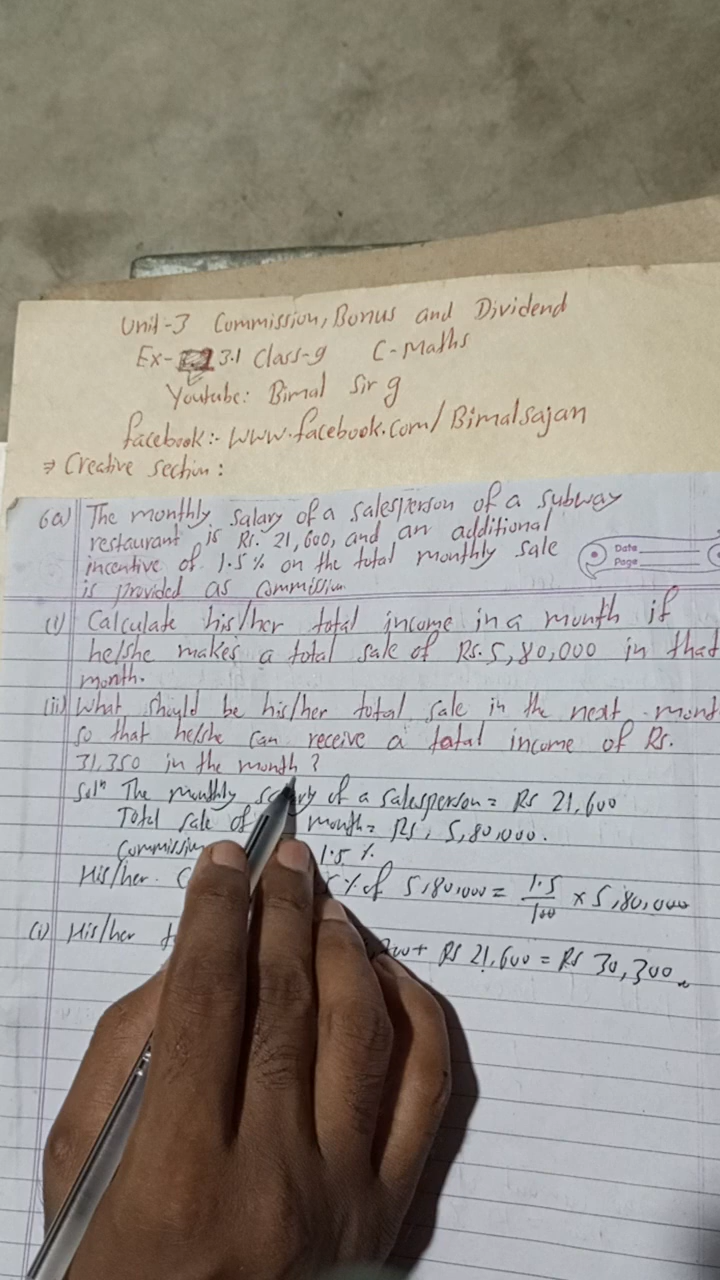 Unit-3 Commission, Bonus and Dividend
Ex- 3.1 Class-9 C-Maths
Youtube: Bimal Sir g
facebook:- www.facebook.com/Bimalsajan
⇒ Creative section:
6a) The monthly salary of a salesperson of a subway
restaurant is Rs. 21,600, and an additional
incentive of 1.5% on the total monthly sale
Date
Page
is provided as commission
(i) Calculate his/her total income in a month if
he/she makes a total sale of Rs. 5,80,000 in that
month.
(ii) What should be his/her total sale in the next mont
so that he/she can receive a total income of Rs.
31,350 in the month?
Solⁿ The monthly salary of a salesperson = Rs 21,600
Total sale of month = Rs. 5,80,000.
Commission 1.5 %
His/her % of 5,80,000 = 1.5/100 × 5,80,000
(i) His/her + Rs 21,600 = Rs 30,300